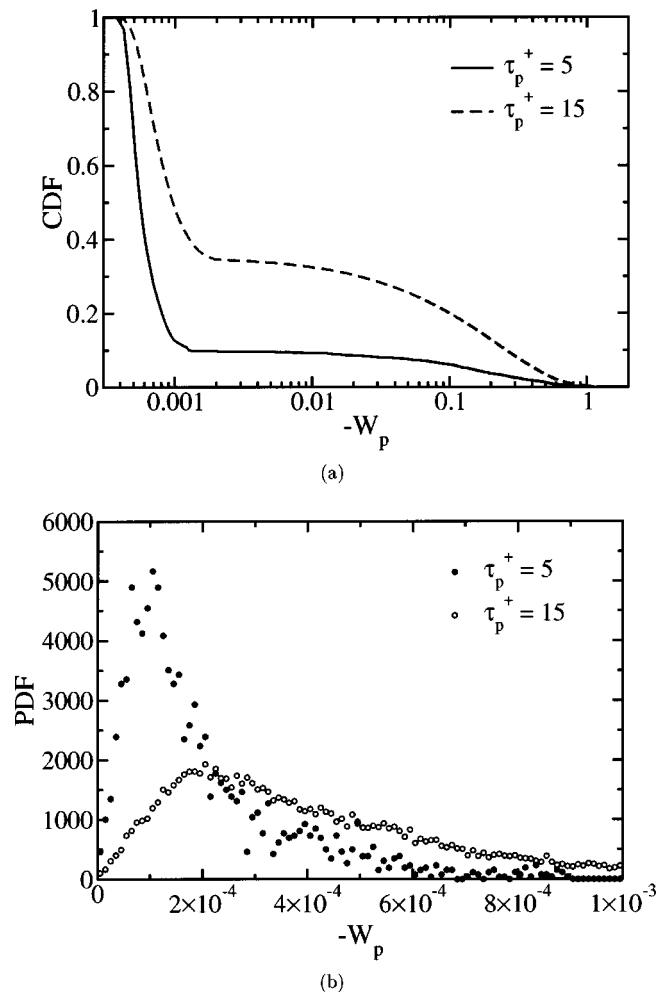 1
0.8
0.6
0.4
0.2
0
CDF
τp+ = 5
τp+ = 15
0.001
0.01
0.1
1
-Wp
(a)
6000
5000
4000
3000
2000
1000
0
PDF
τp+ = 5
τp+ = 15
0
2×10-4
4×10-4
6×10-4
8×10-4
1×10-3
-Wp
(b)